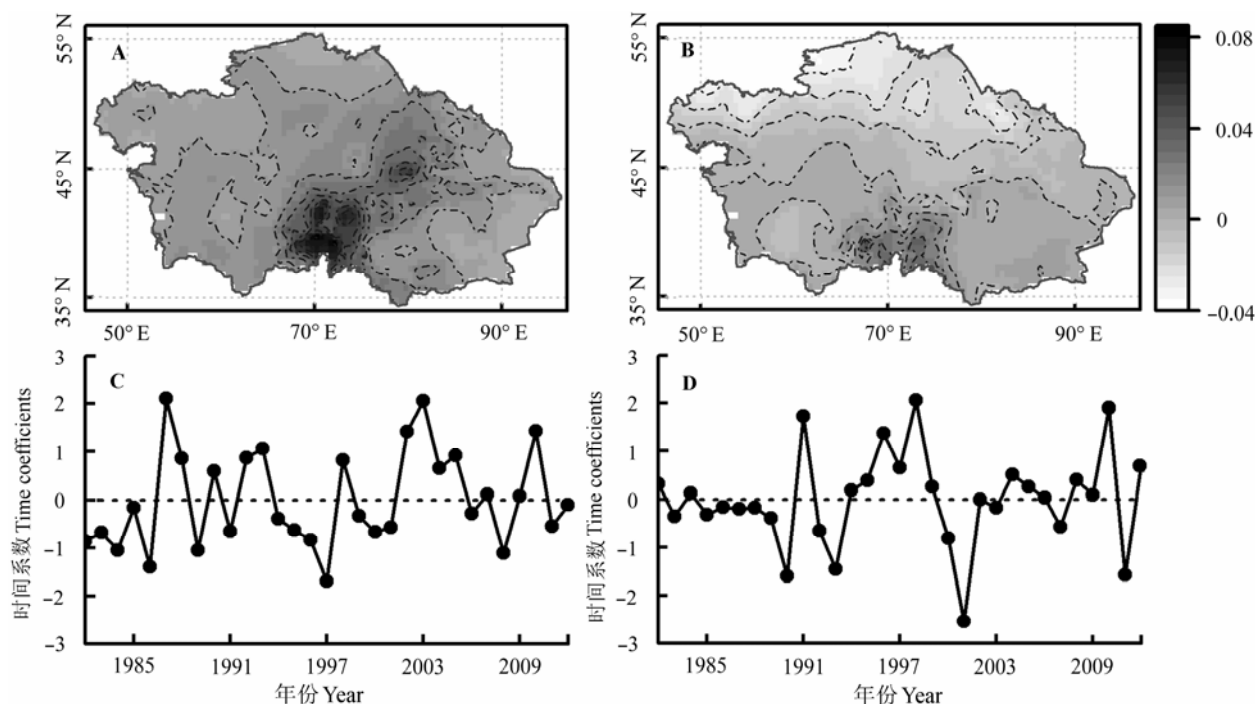 A
B
55° N
45° N
35° N
50° E
70° E
90° E
55° N
45° N
35° N
50° E
70° E
90° E
0.08
0.04
0
−0.04
C
时间系数 Time coefficients
3
2
1
0
−1
−2
−3
1985
1991
1997
2003
2009
年份 Year
D
时间系数 Time coefficients
3
2
1
0
−1
−2
−3
1985
1991
1997
2003
2009
年份 Year